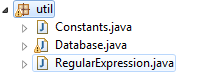 util
Constants.java
Database.java
RegularExpression.java